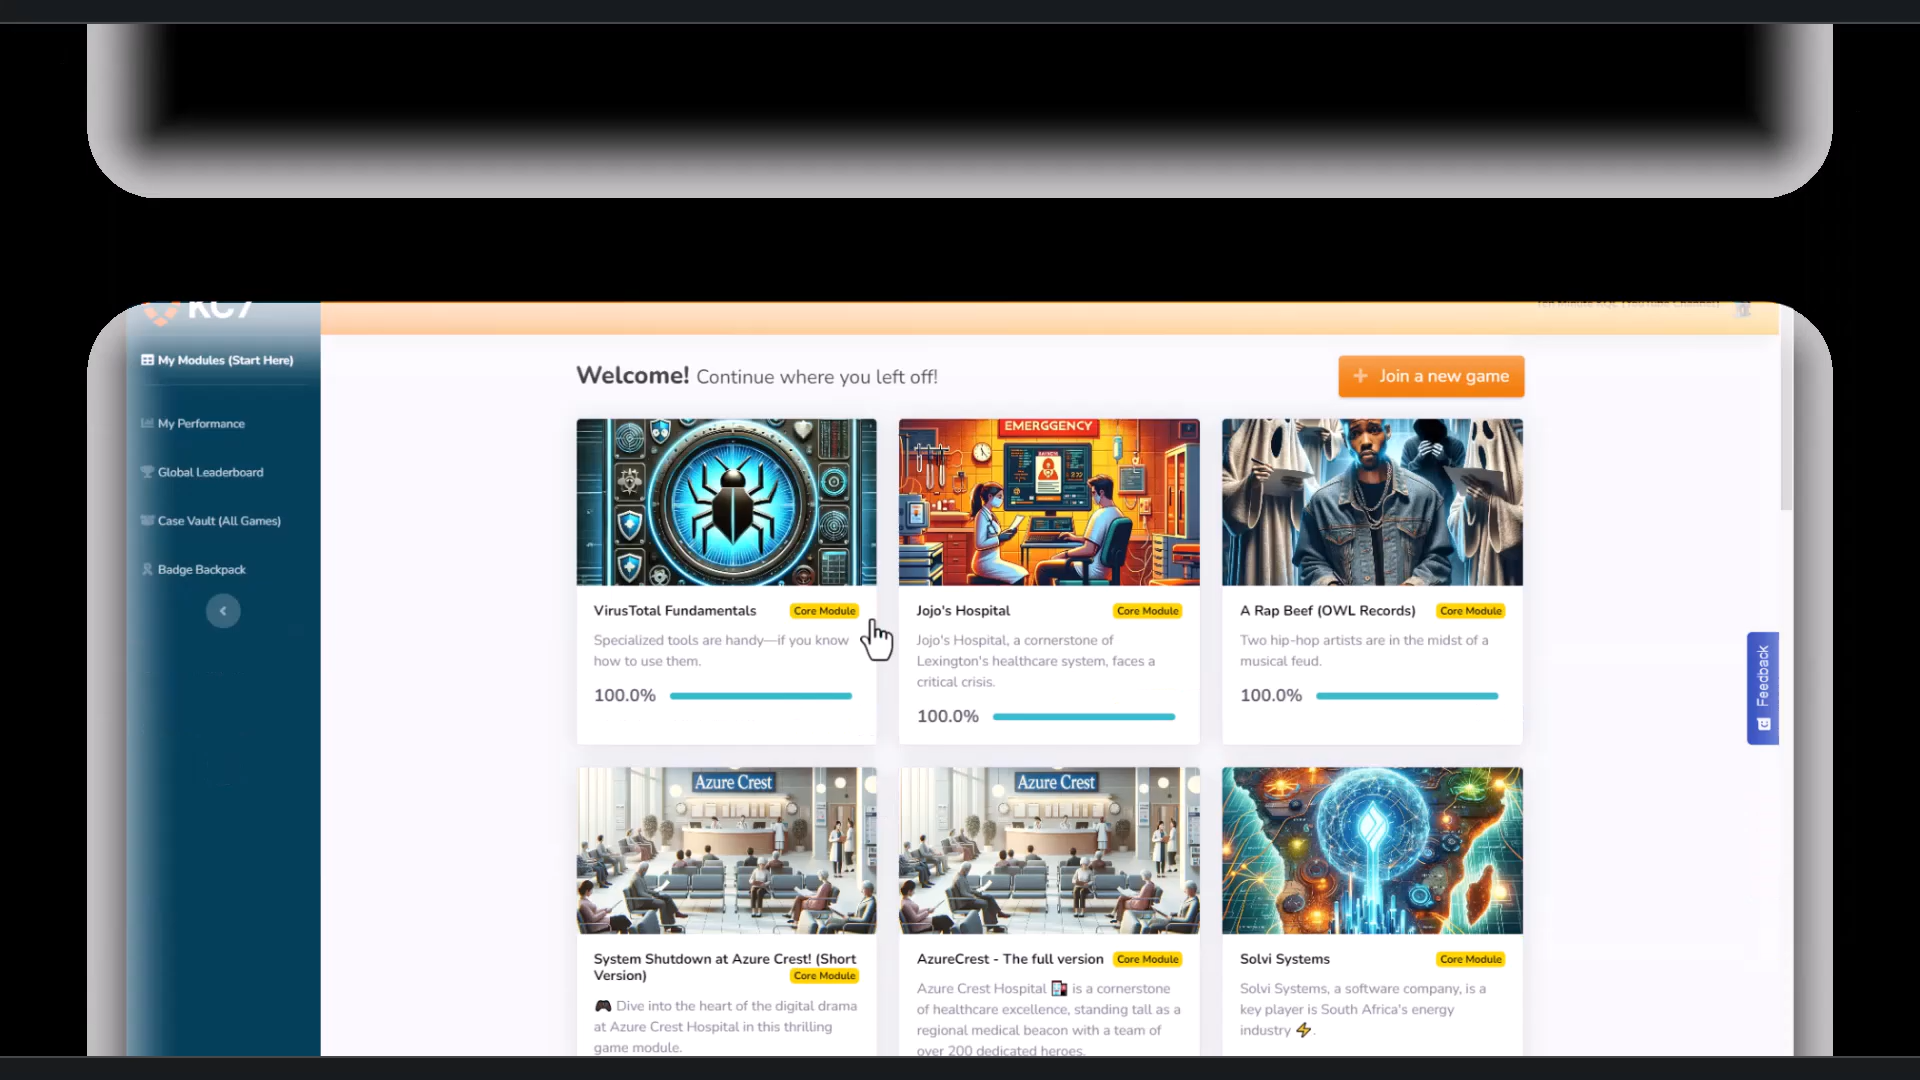 KC7
My Modules (Start Here)
My Performance
Global Leaderboard
Case Vault (All Games)
Badge Backpack
Welcome! Continue where you left off!
+ Join a new game
EMERGGENCY
VirusTotal Fundamentals
Core Module
Specialized tools are handy—if you know
how to use them.
100.0%
Jojo's Hospital
Core Module
Jojo's Hospital, a cornerstone of
Lexington's healthcare system, faces a
critical crisis.
100.0%
A Rap Beef (OWL Records)
Core Module
Two hip-hop artists are in the midst of a
musical feud.
100.0%
Feedback
Azure Crest
System Shutdown at Azure Crest! (Short
Version)
Core Module
🎮 Dive into the heart of the digital drama
at Azure Crest Hospital in this thrilling
game module.
Azure Crest
AzureCrest - The full version
Core Module
Azure Crest Hospital 🏥 is a cornerstone
of healthcare excellence, standing tall as a
regional medical beacon with a team of
over 200 dedicated heroes.
Solvi Systems
Core Module
Solvi Systems, a software company, is a
key player is South Africa's energy
industry ⚡.